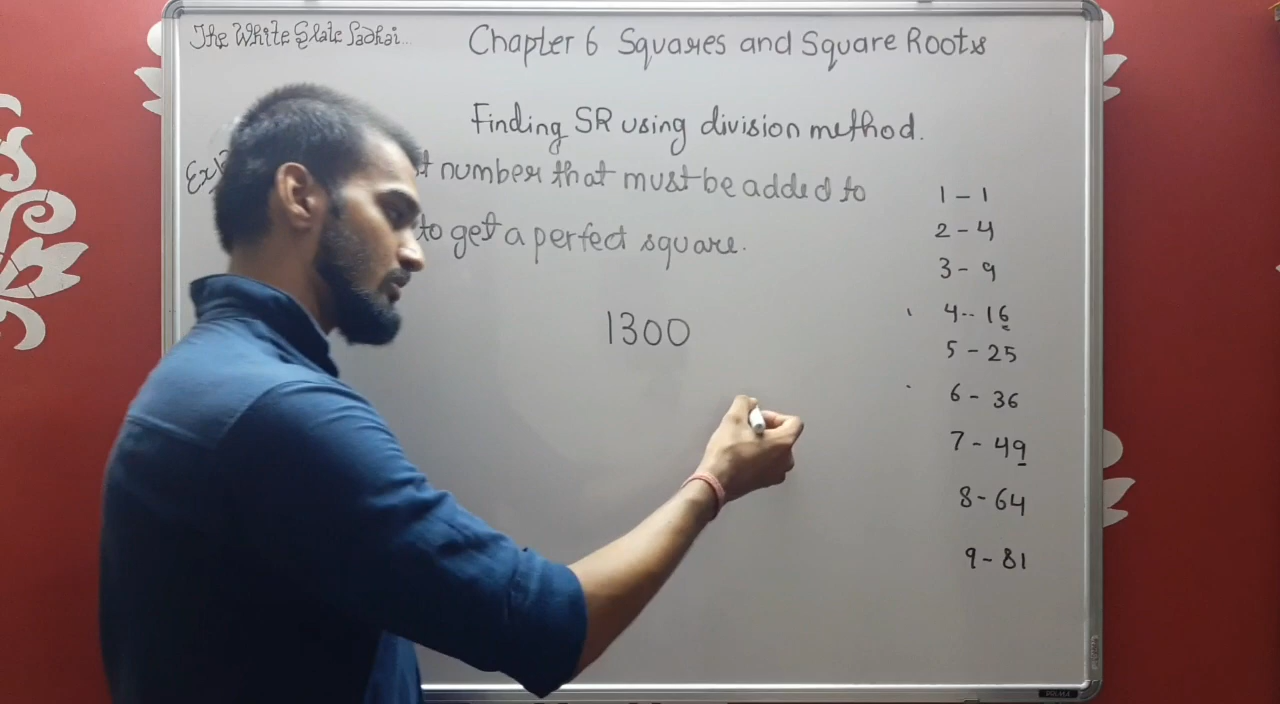 The White Slate Padhai...
Chapter 6 Squares and Square Roots
Finding SR using division method.
number that must be added to
to get a perfect square.
1300
1 - 1
2 - 4
3 - 9
4 -- 16
5 - 25
6 - 36
7 - 49
8 - 64
9 - 81